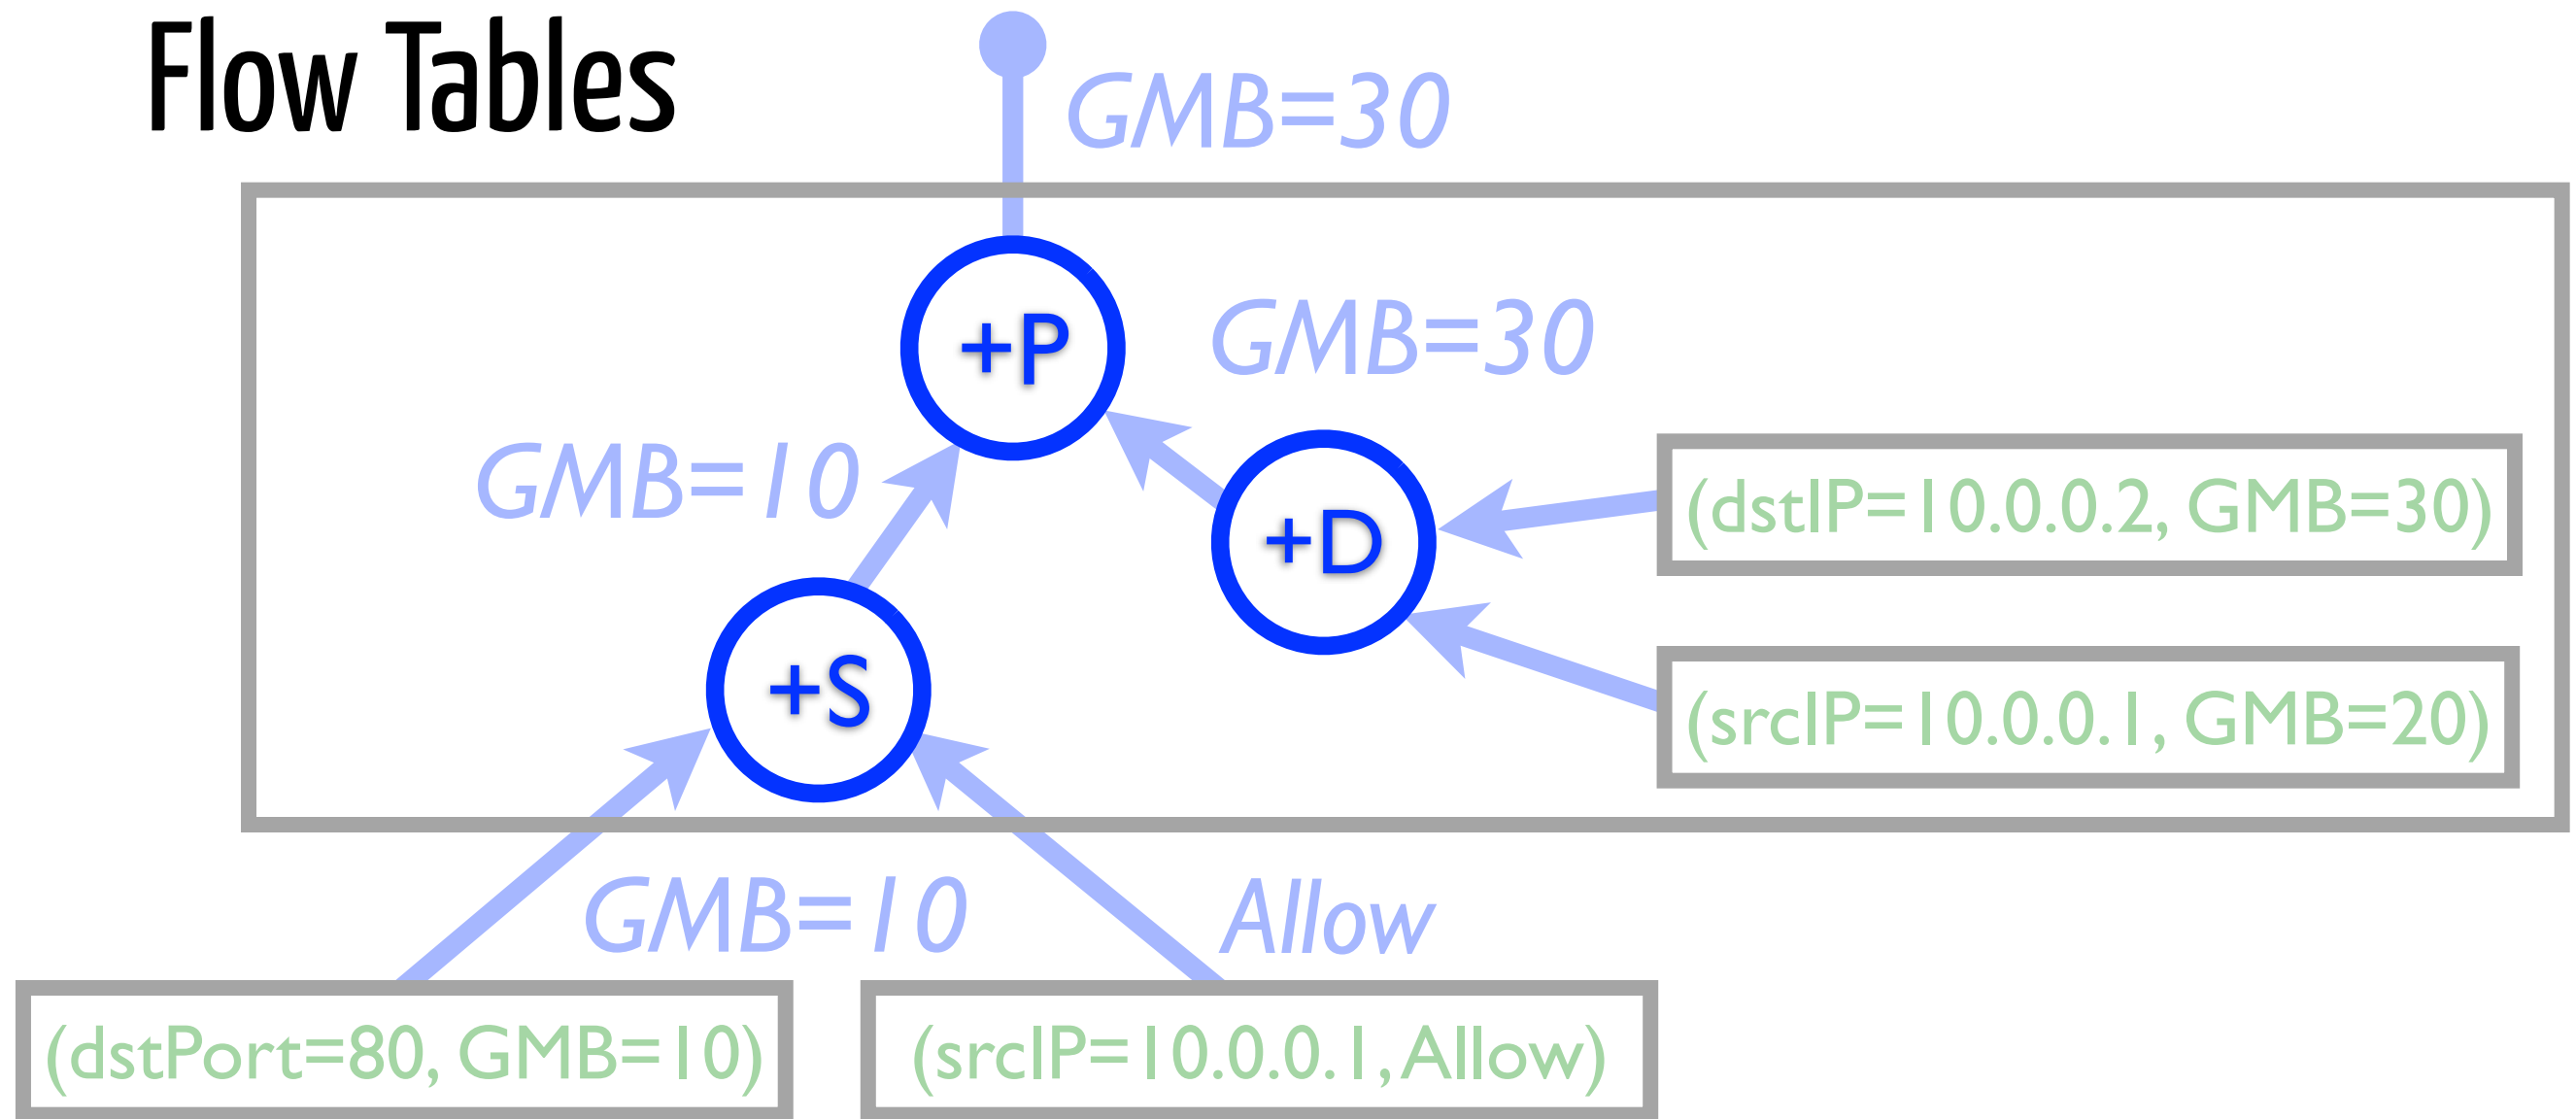 Flow Tables
GMB=30
+P
GMB=30
GMB=10
+D
(dstIP=10.0.0.2, GMB=30)
+S
(srcIP=10.0.0.1, GMB=20)
GMB=10
Allow
(dstPort=80, GMB=10)
(srcIP=10.0.0.1, Allow)